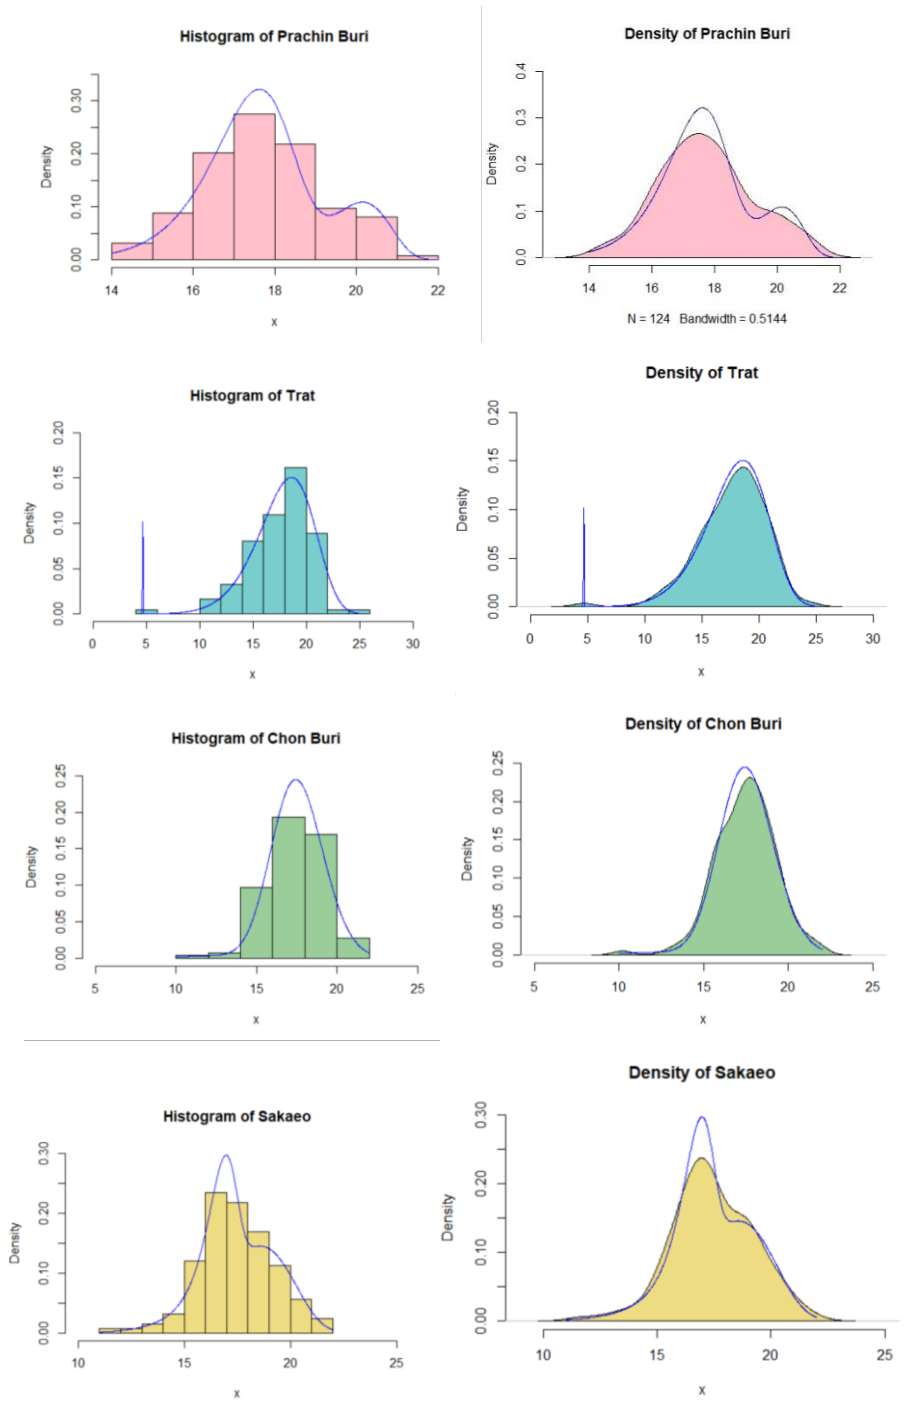 Histogram of Prachin Buri
Density
0.00 0.10 0.20 0.30
14 16 18 20 22
x
Density of Prachin Buri
Density
0.0 0.1 0.2 0.3 0.4
14 16 18 20 22
N = 124 Bandwidth = 0.5144
Histogram of Trat
Density
0.00 0.05 0.10 0.15 0.20
0 5 10 15 20 25 30
x
Density of Trat
Density
0.00 0.05 0.10 0.15 0.20
0 5 10 15 20 25 30
x
Histogram of Chon Buri
Density
0.00 0.05 0.10 0.15 0.20 0.25
5 10 15 20 25
x
Density of Chon Buri
Density
0.00 0.05 0.10 0.15 0.20 0.25
5 10 15 20 25
x
Histogram of Sakaeo
Density
0.00 0.10 0.20 0.30
10 15 20 25
x
Density of Sakaeo
Density
0.00 0.10 0.20 0.30
10 15 20 25
x